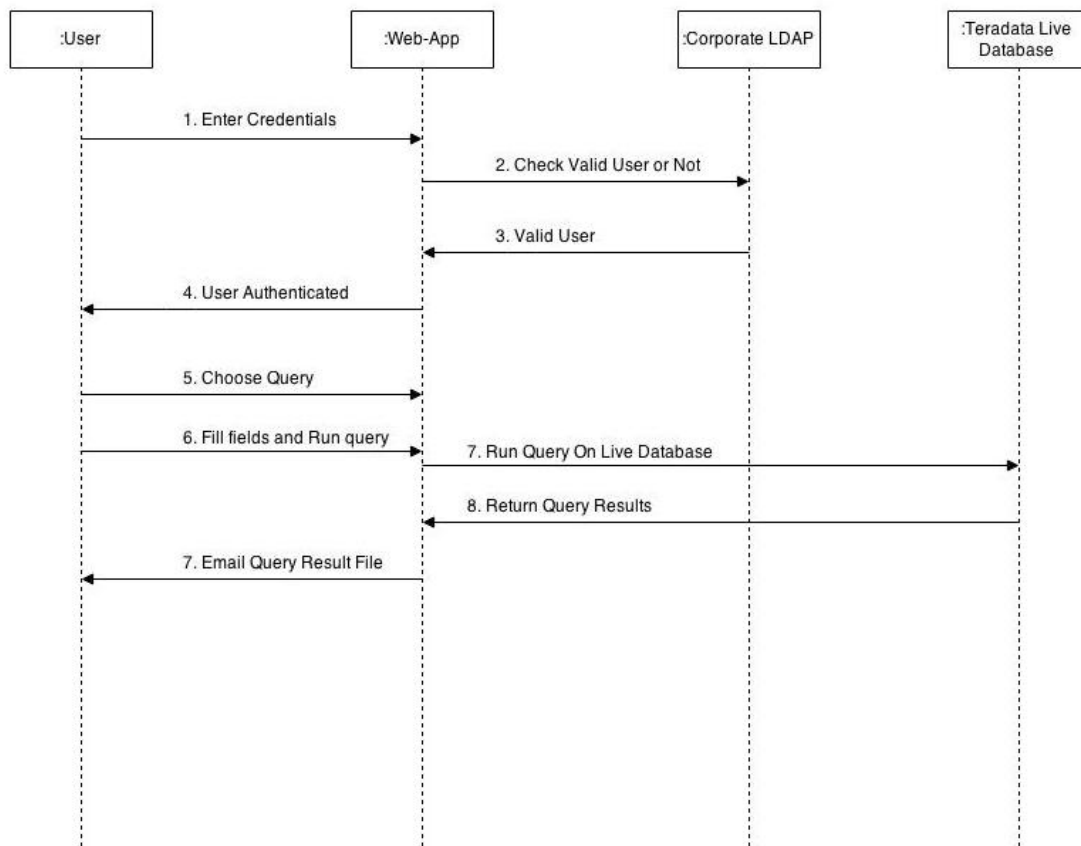 :User
:Web-App
:Corporate LDAP
:Teradata Live
Database
1. Enter Credentials
2. Check Valid User or Not
3. Valid User
4. User Authenticated
5. Choose Query
6. Fill fields and Run query
7. Run Query On Live Database
8. Return Query Results
7. Email Query Result File